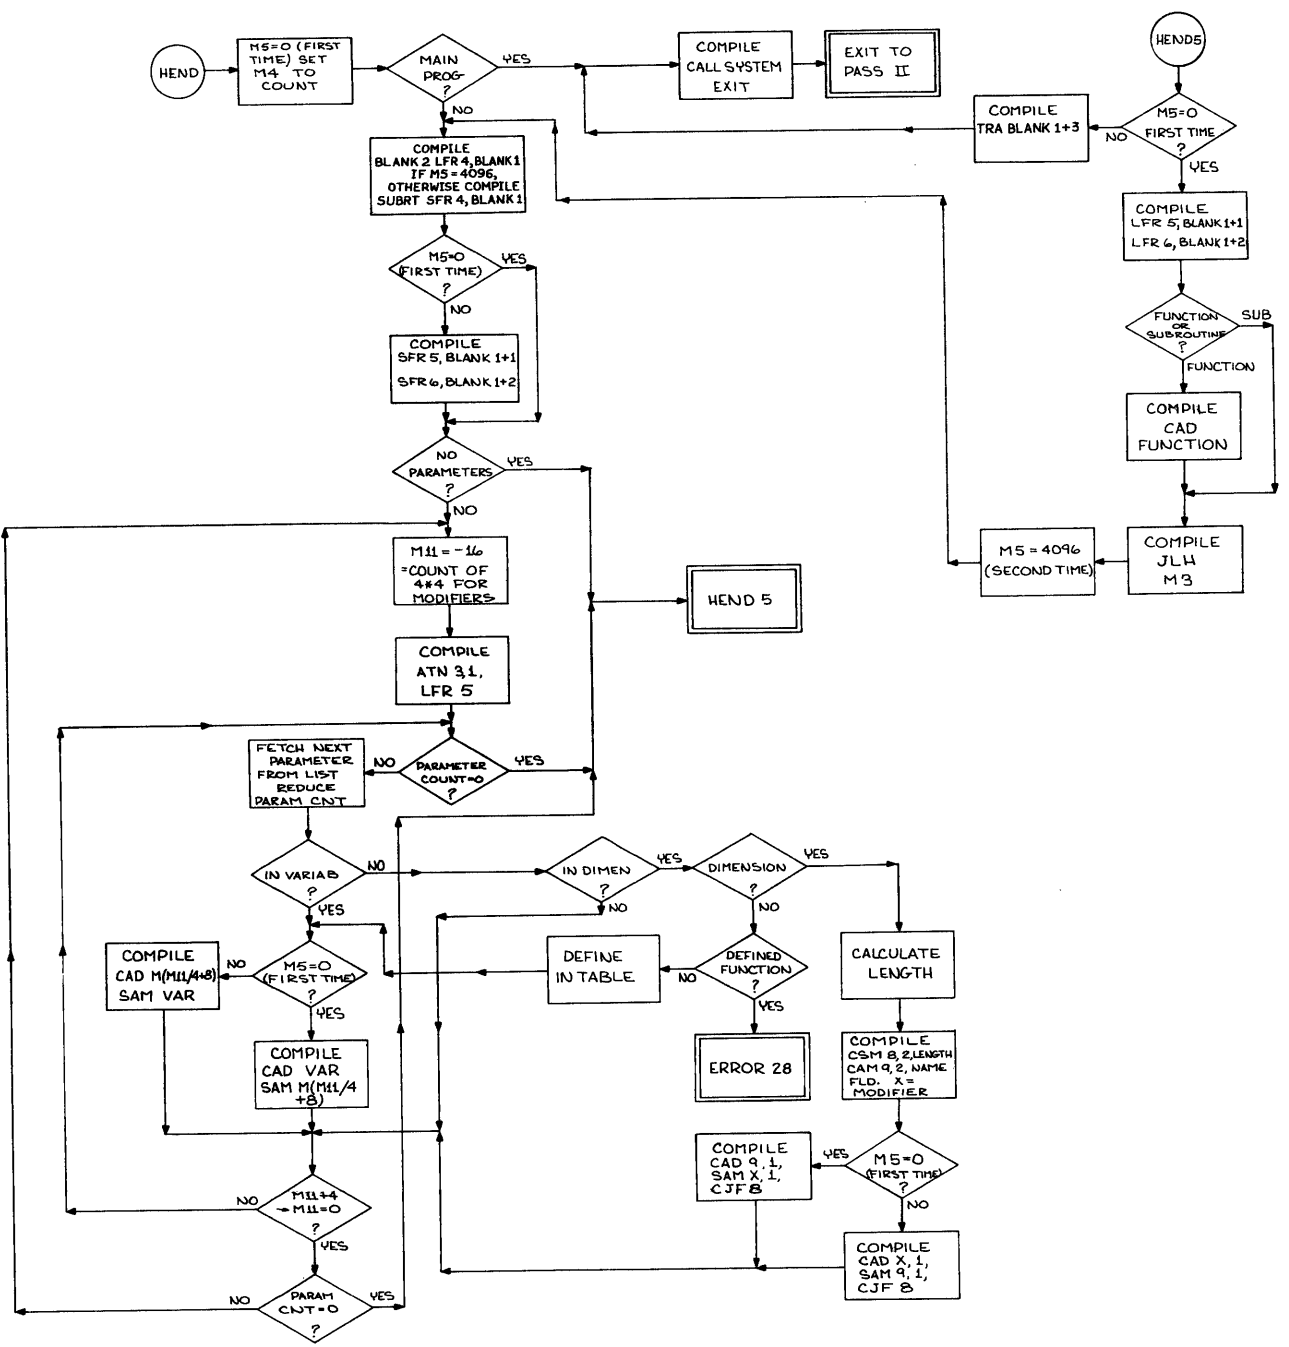 HEND
M5=0 (FIRST
TIME) SET
M4 TO
COUNT
MAIN
PROG
?
YES
NO
COMPILE
CALL SYSTEM
EXIT
EXIT TO
PASS II
HEND5
M5=0
FIRST TIME
?
NO
YES
COMPILE
TRA BLANK 1+3
COMPILE
BLANK 2 LFR 4, BLANK 1
IF M5 = 4096,
OTHERWISE COMPILE
SUBRT SFR 4, BLANK 1
COMPILE
LFR 5, BLANK 1+1
LFR 6, BLANK 1+2
M5=0
(FIRST TIME)
?
YES
NO
FUNCTION
OR
SUBROUTINE
?
SUB
FUNCTION
COMPILE
SFR 5, BLANK 1+1
SFR 6, BLANK 1+2
COMPILE
CAD
FUNCTION
NO
PARAMETERS
?
YES
NO
M11 = -16
=COUNT OF
4*4 FOR
MODIFIERS
M5 = 4096
(SECOND TIME)
COMPILE
JLH
M3
HEND 5
COMPILE
ATN 3,1,
LFR 5
FETCH NEXT
PARAMETER
FROM LIST
REDUCE
PARAM CNT
NO
PARAMETER
COUNT=0
?
YES
IN VARIAB
?
NO
YES
IN DIMEN
?
YES
NO
DIMENSION
?
YES
NO
COMPILE
CAD M(M11/4+8)
SAM VAR
NO
M5=0
(FIRST TIME)
?
YES
DEFINE
IN TABLE
NO
DEFINED
FUNCTION
?
YES
CALCULATE
LENGTH
COMPILE
CAD VAR
SAM M(M11/4
+8)
ERROR 28
COMPILE
CSM 8, 2, LENGTH
CAM 9, 2, NAME
FLD. X =
MODIFIER
COMPILE
CAD 9, 1,
SAM X, 1,
CJF 8
YES
M5=0
(FIRST TIME)
?
NO
NO
M11+4
→ M11=0
?
YES
COMPILE
CAD X, 1,
SAM 9, 1,
CJF 8
NO
PARAM
CNT=0
?
YES